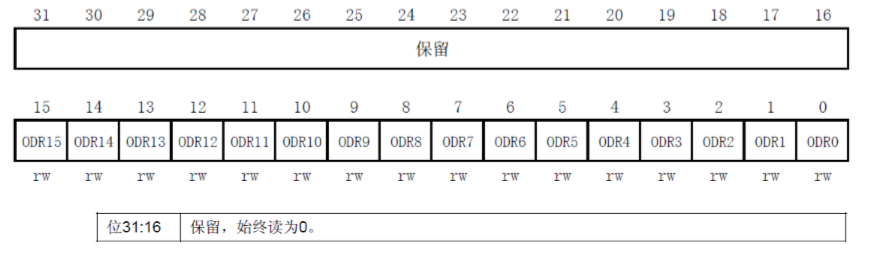 31 30 29 28 27 26 25 24 23 22 21 20 19 18 17 16
保留
15 14 13 12 11 10 9 8 7 6 5 4 3 2 1 0
ODR15 ODR14 ODR13 ODR12 ODR11 ODR10 ODR9 ODR8 ODR7 ODR6 ODR5 ODR4 ODR3 ODR2 ODR1 ODR0
rw rw rw rw rw rw rw rw rw rw rw rw rw rw rw rw
位31:16 保留，始终读为0。